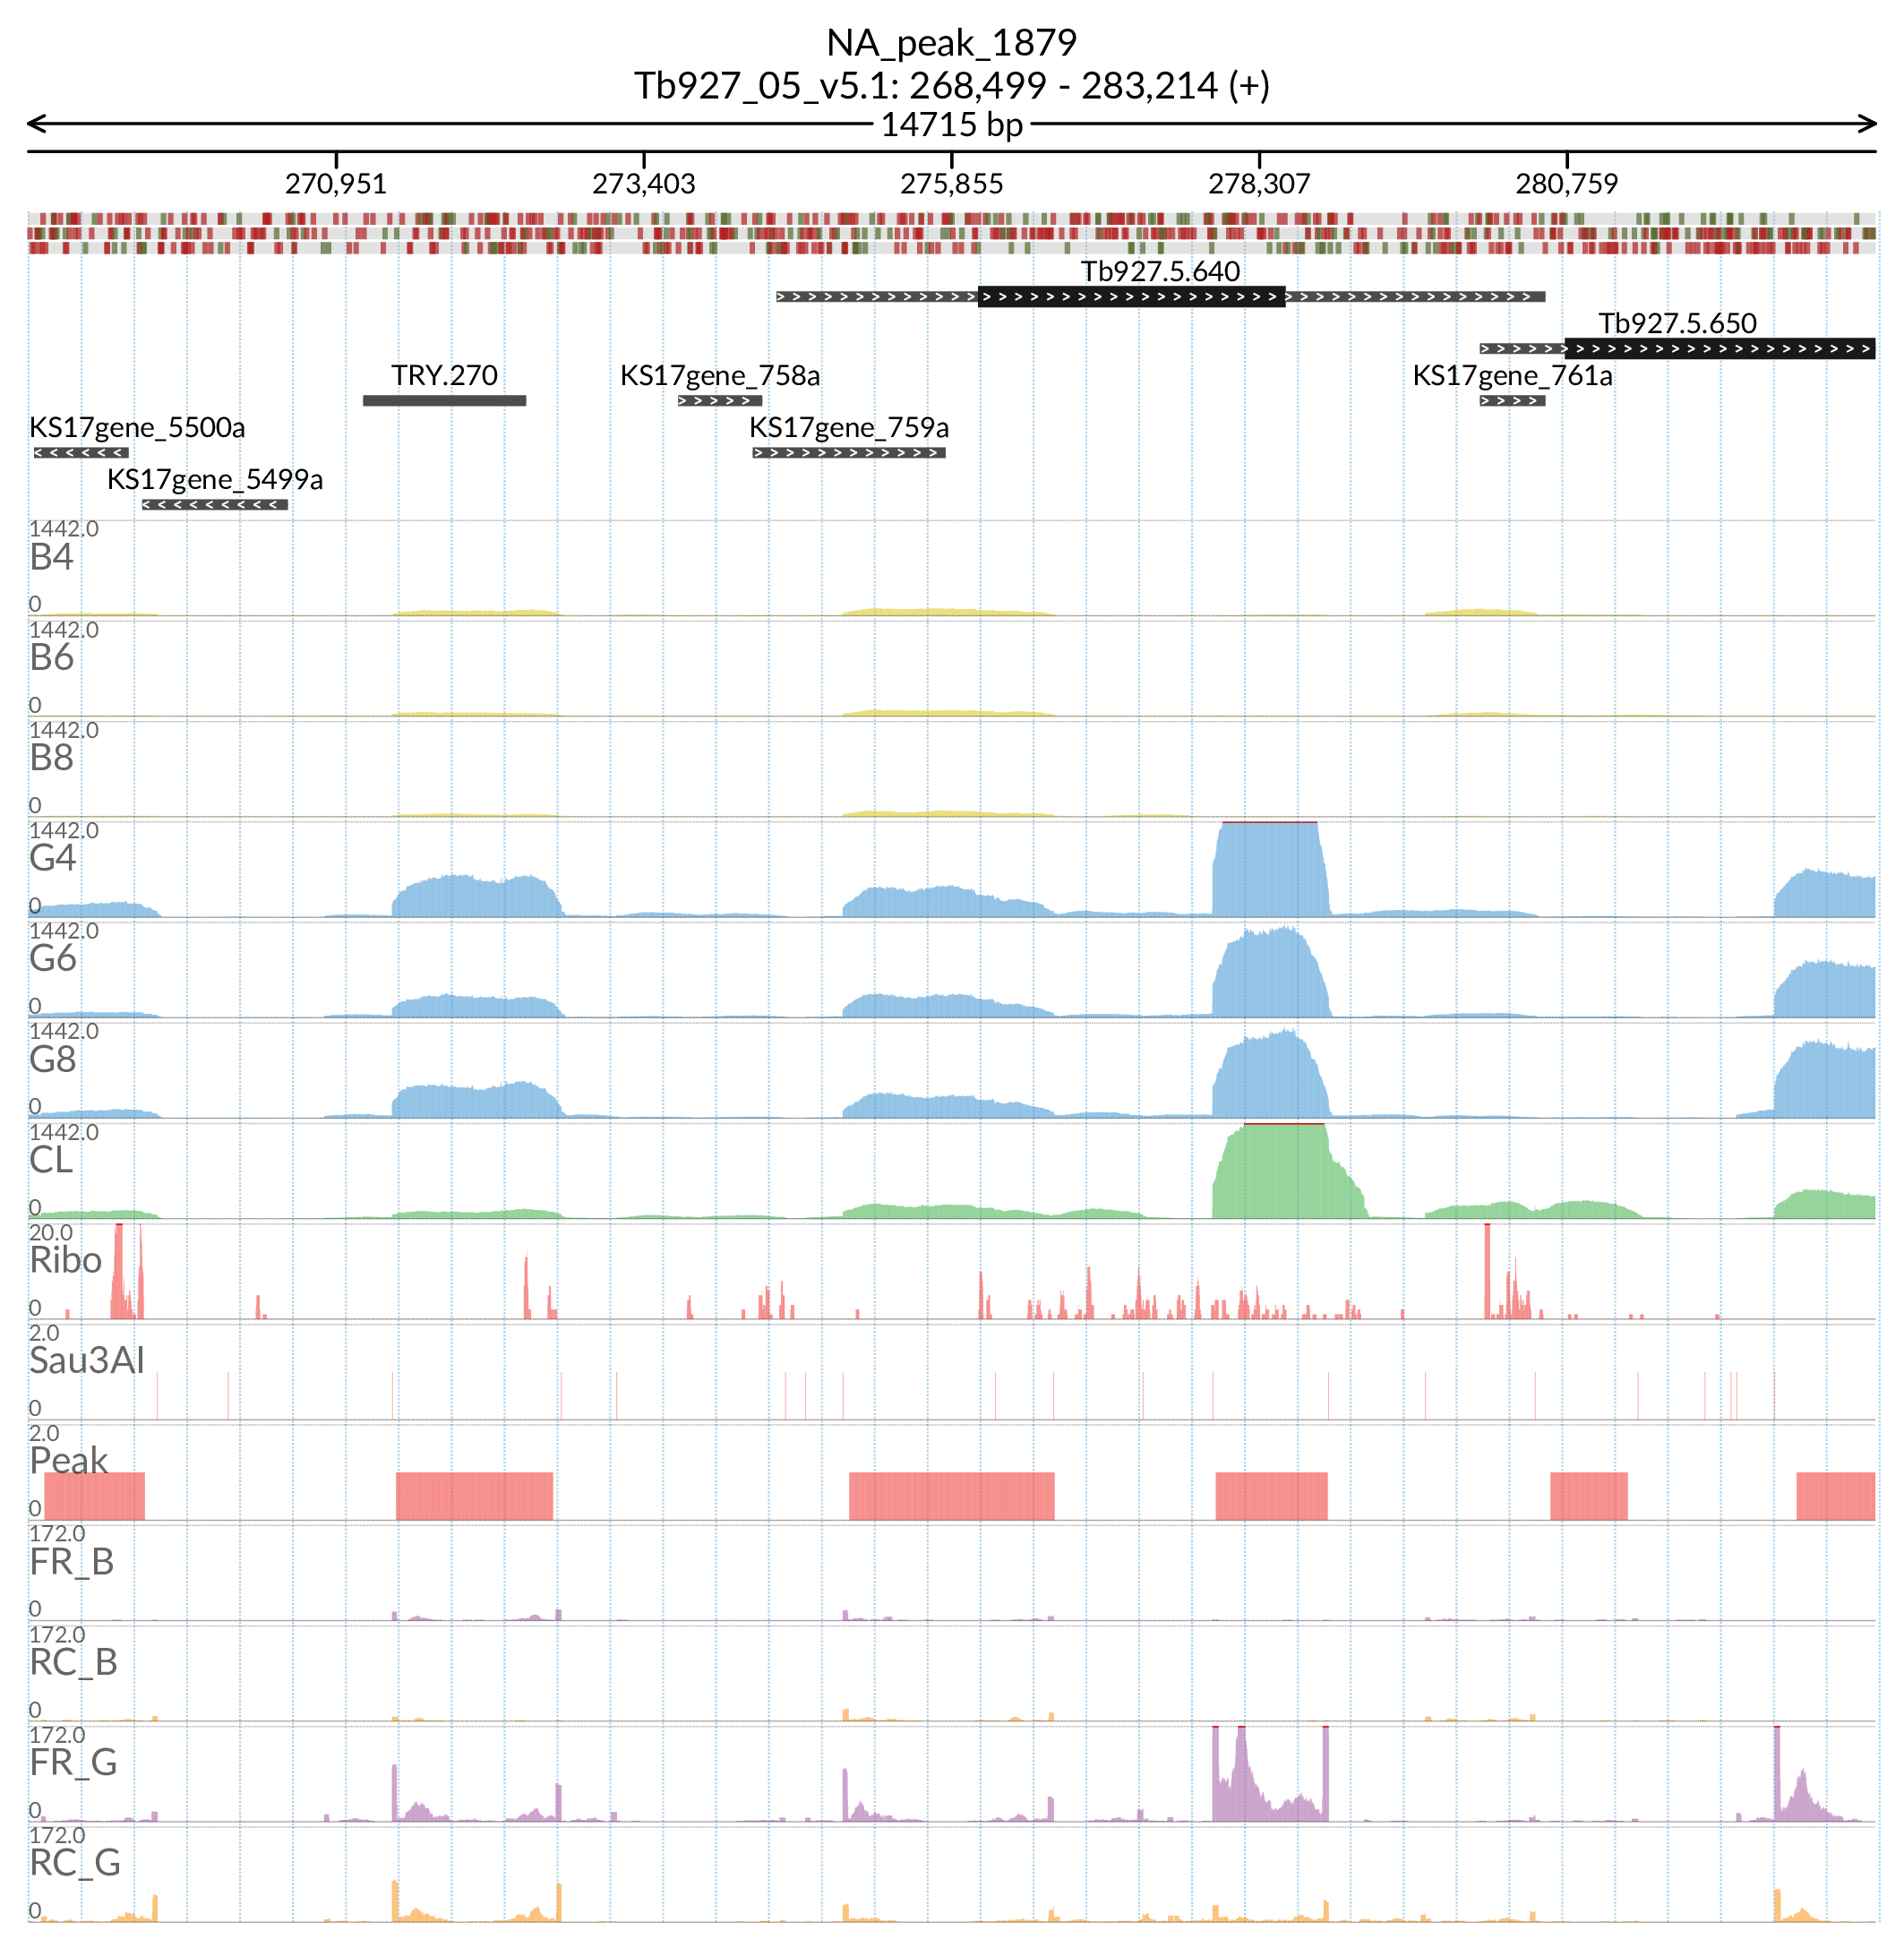 NA_peak_1879
Tb927_05_v5.1: 268,499 - 283,214 (+)
14715 bp
270,951 273,403 275,855 278,307 280,759
Tb927.5.640
Tb927.5.650
TRY.270 KS17gene_758a KS17gene_761a
KS17gene_5500a KS17gene_759a
KS17gene_5499a
1442.0
B4
0
1442.0
B6
0
1442.0
B8
0
1442.0
G4
0
1442.0
G6
0
1442.0
G8
0
1442.0
CL
0
20.0
Ribo
0
2.0
Sau3AI
0
2.0
Peak
0
172.0
FR_B
0
172.0
RC_B
0
172.0
FR_G
0
172.0
RC_G
0